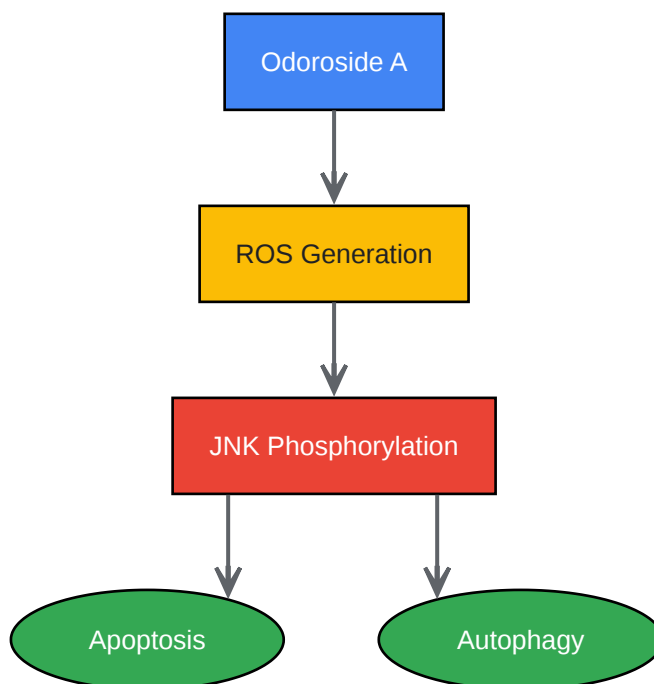 Odoroside A
ROS Generation
JNK Phosphorylation
Apoptosis
Autophagy